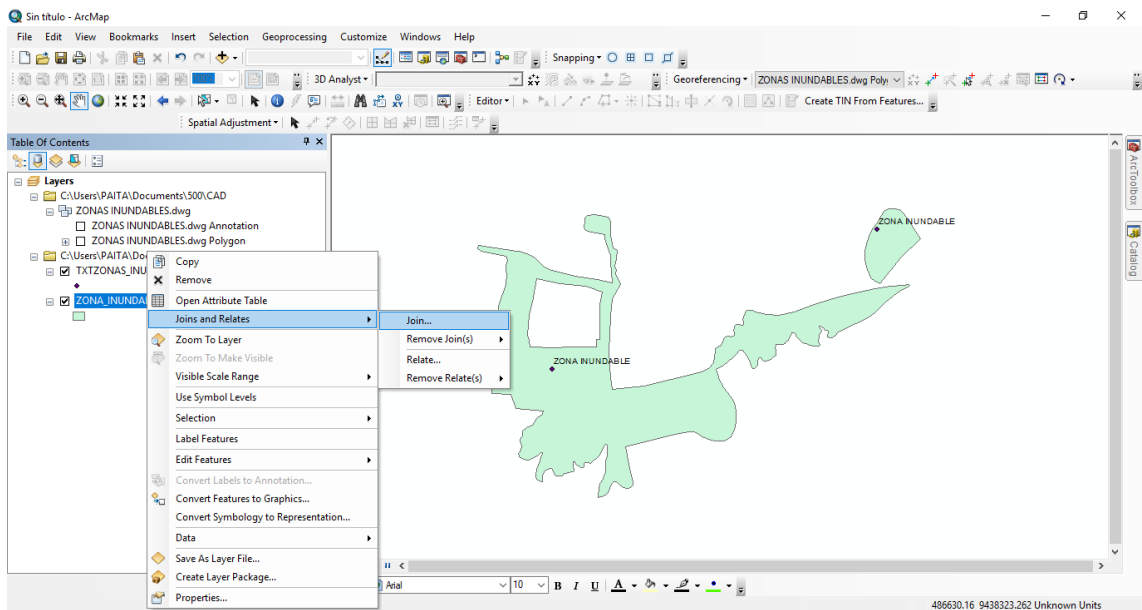 Sin título - ArcMap
File Edit View Bookmarks Insert Selection Geoprocessing Customize Windows Help
Snapping
3D Analyst
Georeferencing
ZONAS INUNDABLES.dwg Poly
Editor
Create TIN From Features...
Spatial Adjustment
Table Of Contents
Layers
C:\Users\PAITA\Documents\500\CAD
ZONAS INUNDABLES.dwg
ZONAS INUNDABLES.dwg Annotation
ZONAS INUNDABLES.dwg Polygon
C:\Users\PAITA\Do
TXTZONAS_INU
ZONA_INUNDA
Copy
Remove
Open Attribute Table
Joins and Relates
Zoom To Layer
Zoom To Make Visible
Visible Scale Range
Use Symbol Levels
Selection
Label Features
Edit Features
Convert Labels to Annotation...
Convert Features to Graphics...
Convert Symbology to Representation...
Data
Save As Layer File...
Create Layer Package...
Properties...
Join...
Remove Join(s)
Relate...
Remove Relate(s)
ZONA INUNDABLE
ZONA INUNDABLE
ArcToolbox
Catalog
Arial
10
B I U A
486630.16 9438323.262 Unknown Units